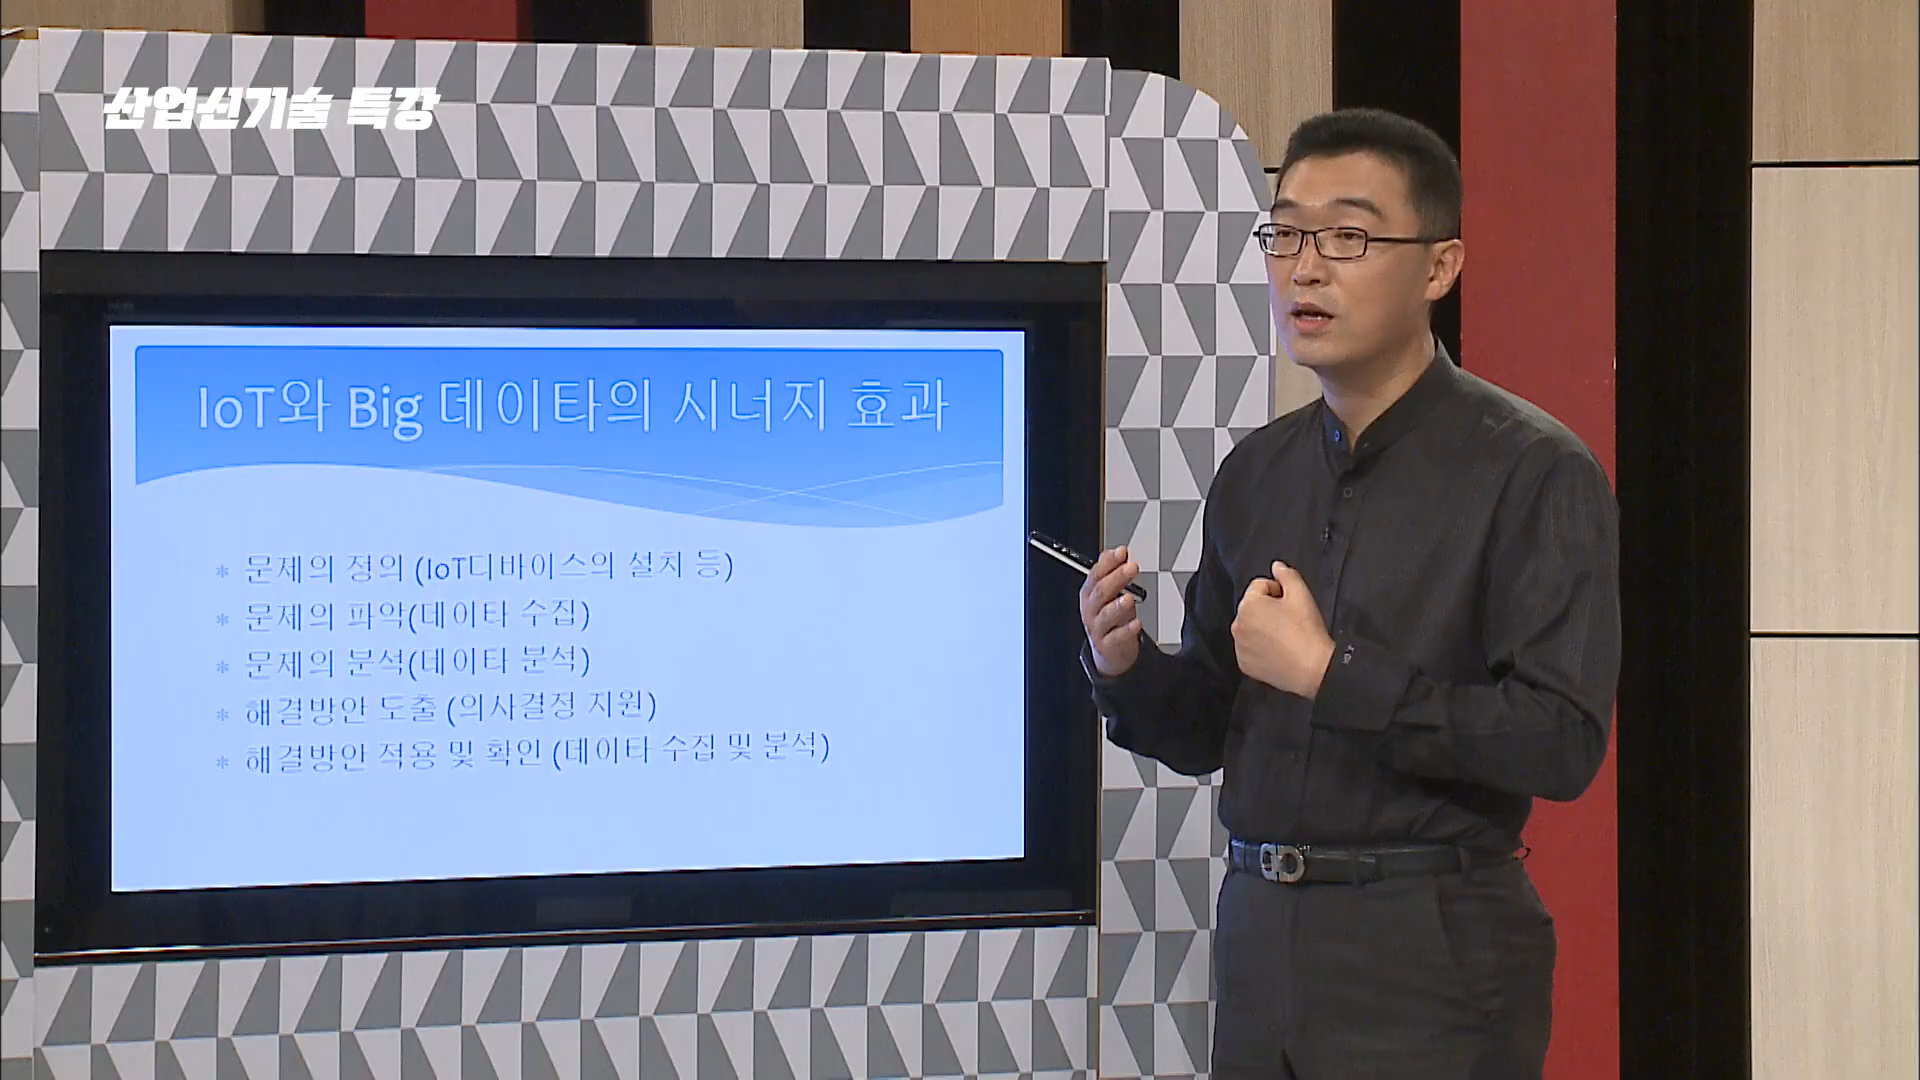 산업신기술 특강
IoT와 Big 데이타의 시너지 효과
* 문제의 정의 (IoT디바이스의 설치 등)
* 문제의 파악(데이타 수집)
* 문제의 분석(데이타 분석)
* 해결방안 도출 (의사결정 지원)
* 해결방안 적용 및 확인 (데이타 수집 및 분석)